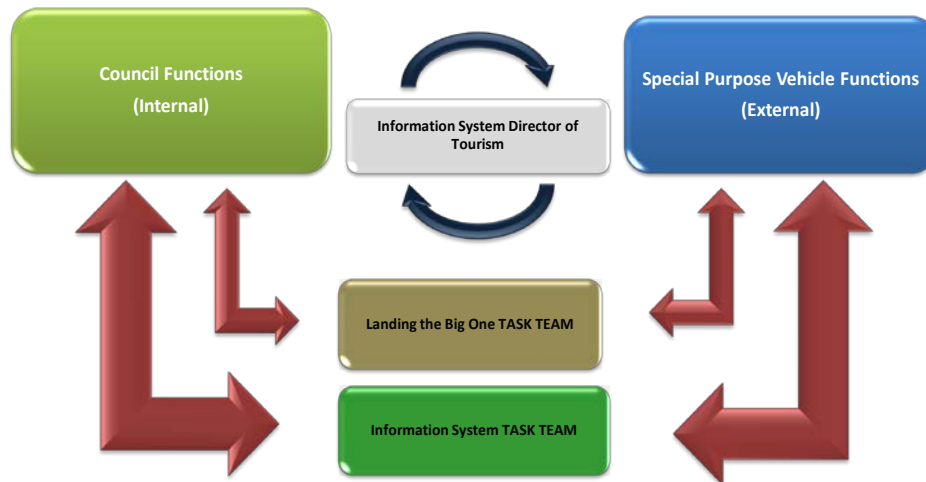 Council Functions
(Internal)
Special Purpose Vehicle Functions
(External)
Information System Director of
Tourism
Landing the Big One TASK TEAM
Information System TASK TEAM